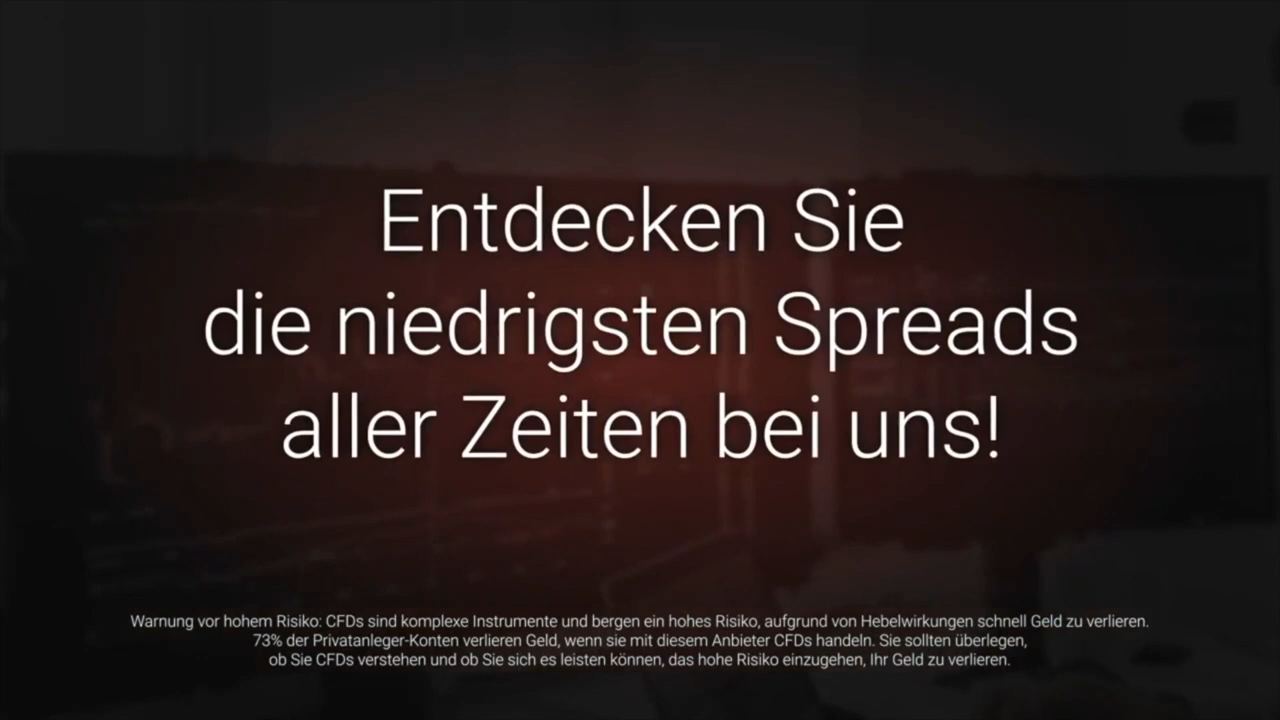 Entdecken Sie
die niedrigsten Spreads
aller Zeiten bei uns!
Warnung vor hohem Risiko: CFDs sind komplexe Instrumente und bergen ein hohes Risiko, aufgrund von Hebelwirkungen schnell Geld zu verlieren.
73% der Privatanleger-Konten verlieren Geld, wenn sie mit diesem Anbieter CFDs handeln. Sie sollten überlegen,
ob Sie CFDs verstehen und ob Sie sich es leisten können, das hohe Risiko einzugehen, Ihr Geld zu verlieren.